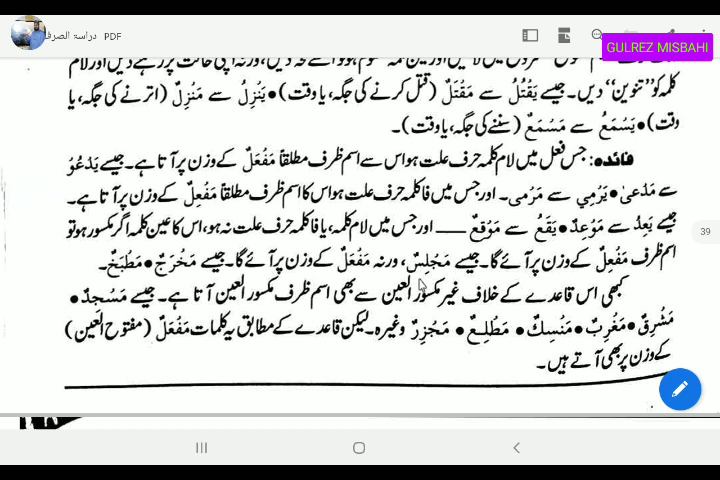 دراسۃ الصرف PDF
GULREZ MISBAHI
کلمہ کو ’’تنوین‘‘ دیں۔ جیسے یَقْتُلُ سے مَقْتَلٌ (قتل کرنے کی جگہ، یا وقت) • یَنْزِلُ سے مَنْزِلٌ (اترنے کی جگہ، یا
وقت) • یَسْمَعُ سے مَسْمَعٌ (سننے کی جگہ، یا وقت)۔
فائدہ: جس فعل میں لام کلمہ حرف علت ہو اس سے اسم ظرف مطلقاً مَفْعَلٌ کے وزن پر آتا ہے۔ جیسے یَدْعُوْ
سے مَدْعیً • یَرْمِي سے مَرْمی۔ اور جس میں فا کلمہ حرف علت ہو اس کا اسم ظرف مطلقاً مَفْعِلٌ کے وزن پر آتا ہے۔
جیسے یَعِدُ سے مَوْعِدٌ • یَقَعُ سے مَوْقِعٌ ___ اور جس میں لام کلمہ، یا فا کلمہ حرف علت نہ ہو، اس کا عین کلمہ اگر مکسور ہو تو
اسم ظرف مَفْعِلٌ کے وزن پر آئے گا۔ جیسے مَجْلِسٌ، ورنہ مَفْعَلٌ کے وزن پر آئے گا۔ جیسے مَخْرَجٌ • مَطْبَخٌ۔
39
کبھی اس قاعدے کے خلاف غیر مکسور العین سے بھی اسم ظرف مکسور العین آتا ہے۔ جیسے مَسْجِدٌ •
مَشْرِقٌ • مَغْرِبٌ • مَنْسِكٌ • مَطْلِعٌ • مَجْزِرٌ وغیرہ۔ لیکن قاعدے کے مطابق یہ کلمات مَفْعَلٌ (مفتوح العین)
کے وزن پر بھی آتے ہیں۔